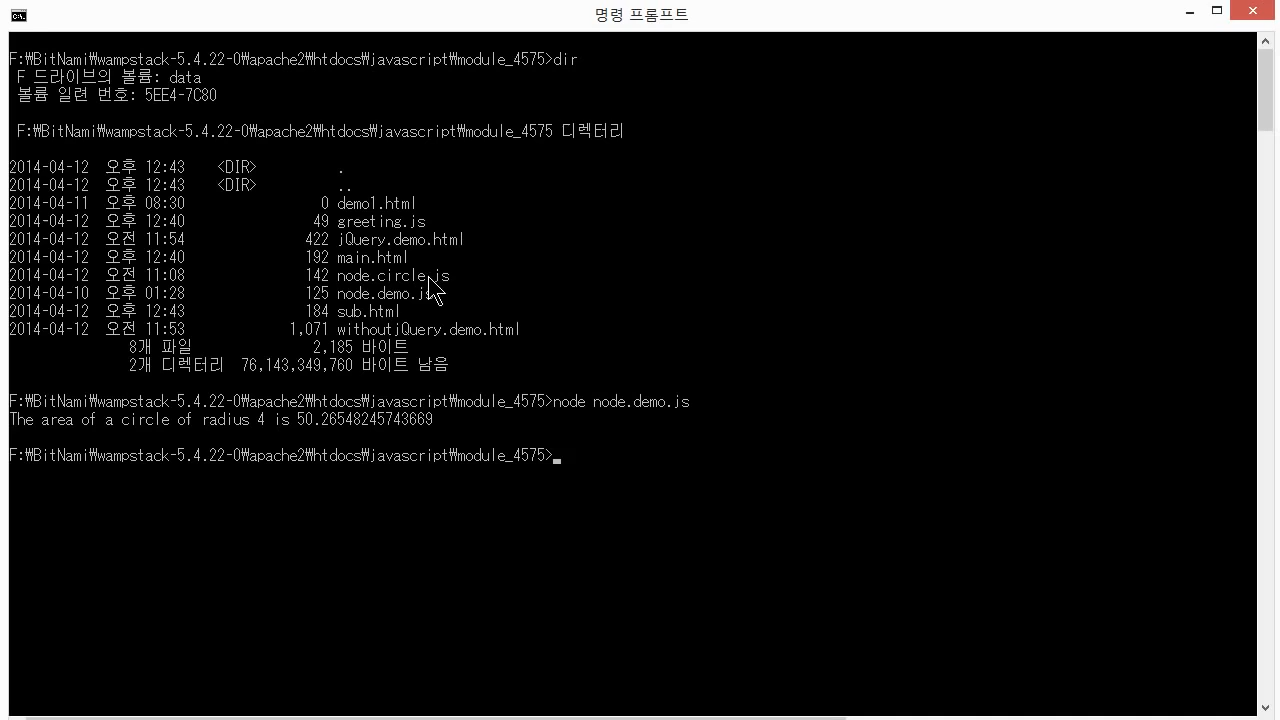 명령 프롬프트
F:₩BitNami₩wampstack-5.4.22-0₩apache2₩htdocs₩javascript₩module_4575>dir
F 드라이브의 볼륨: data
볼륨 일련 번호: 5EE4-7C80
F:₩BitNami₩wampstack-5.4.22-0₩apache2₩htdocs₩javascript₩module_4575 디렉터리
2014-04-12 오후 12:43 <DIR> .
2014-04-12 오후 12:43 <DIR> ..
2014-04-11 오후 08:30 0 demo1.html
2014-04-12 오후 12:40 49 greeting.js
2014-04-12 오전 11:54 422 jQuery.demo.html
2014-04-12 오후 12:40 192 main.html
2014-04-12 오전 11:08 142 node.circle.js
2014-04-10 오후 01:28 125 node.demo.js
2014-04-12 오후 12:43 184 sub.html
2014-04-12 오전 11:53 1,071 withoutjQuery.demo.html
8개 파일 2,185 바이트
2개 디렉터리 76,143,349,760 바이트 남음
F:₩BitNami₩wampstack-5.4.22-0₩apache2₩htdocs₩javascript₩module_4575>node node.demo.js
The area of a circle of radius 4 is 50.26548245743669
F:₩BitNami₩wampstack-5.4.22-0₩apache2₩htdocs₩javascript₩module_4575>